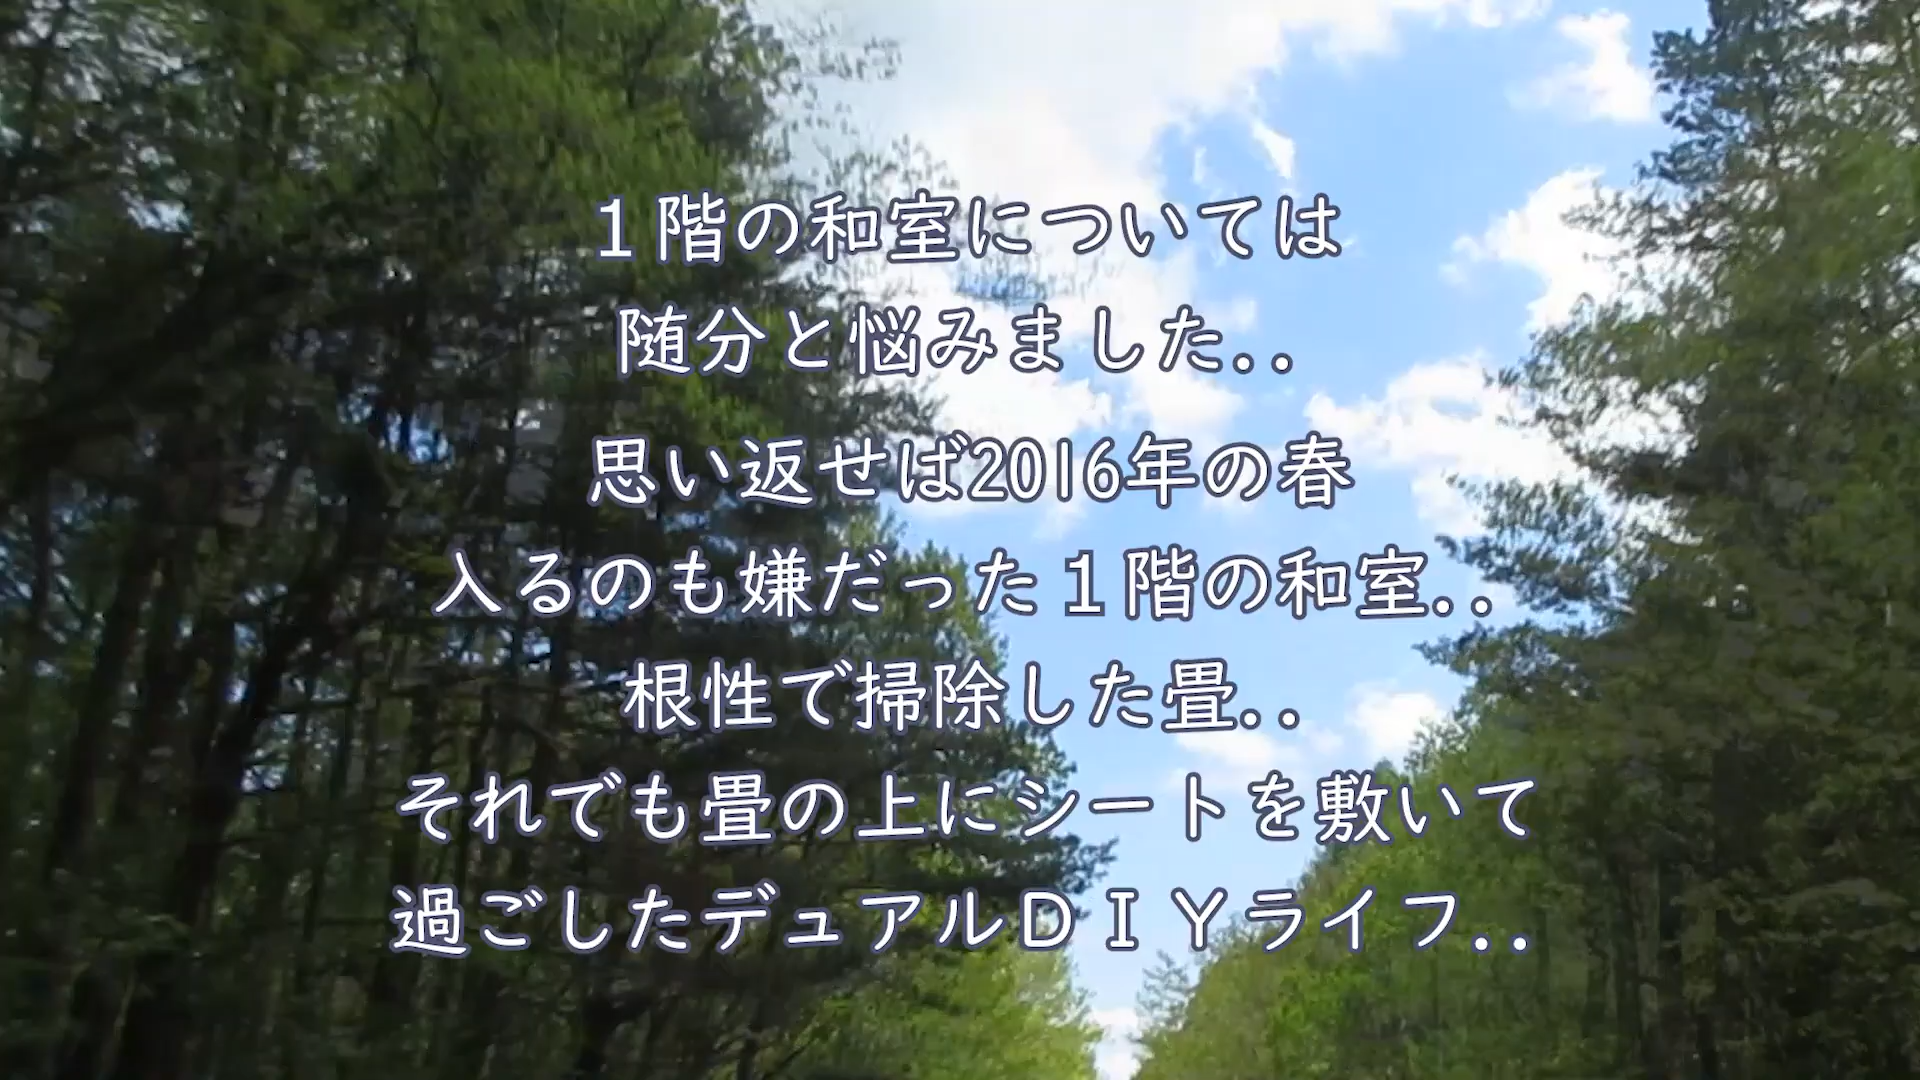 １階の和室については
随分と悩みました．．
思い返せば2016年の春
入るのも嫌だった１階の和室．．
根性で掃除した畳．．
それでも畳の上にシートを敷いて
過ごしたデュアルＤＩＹライフ．．